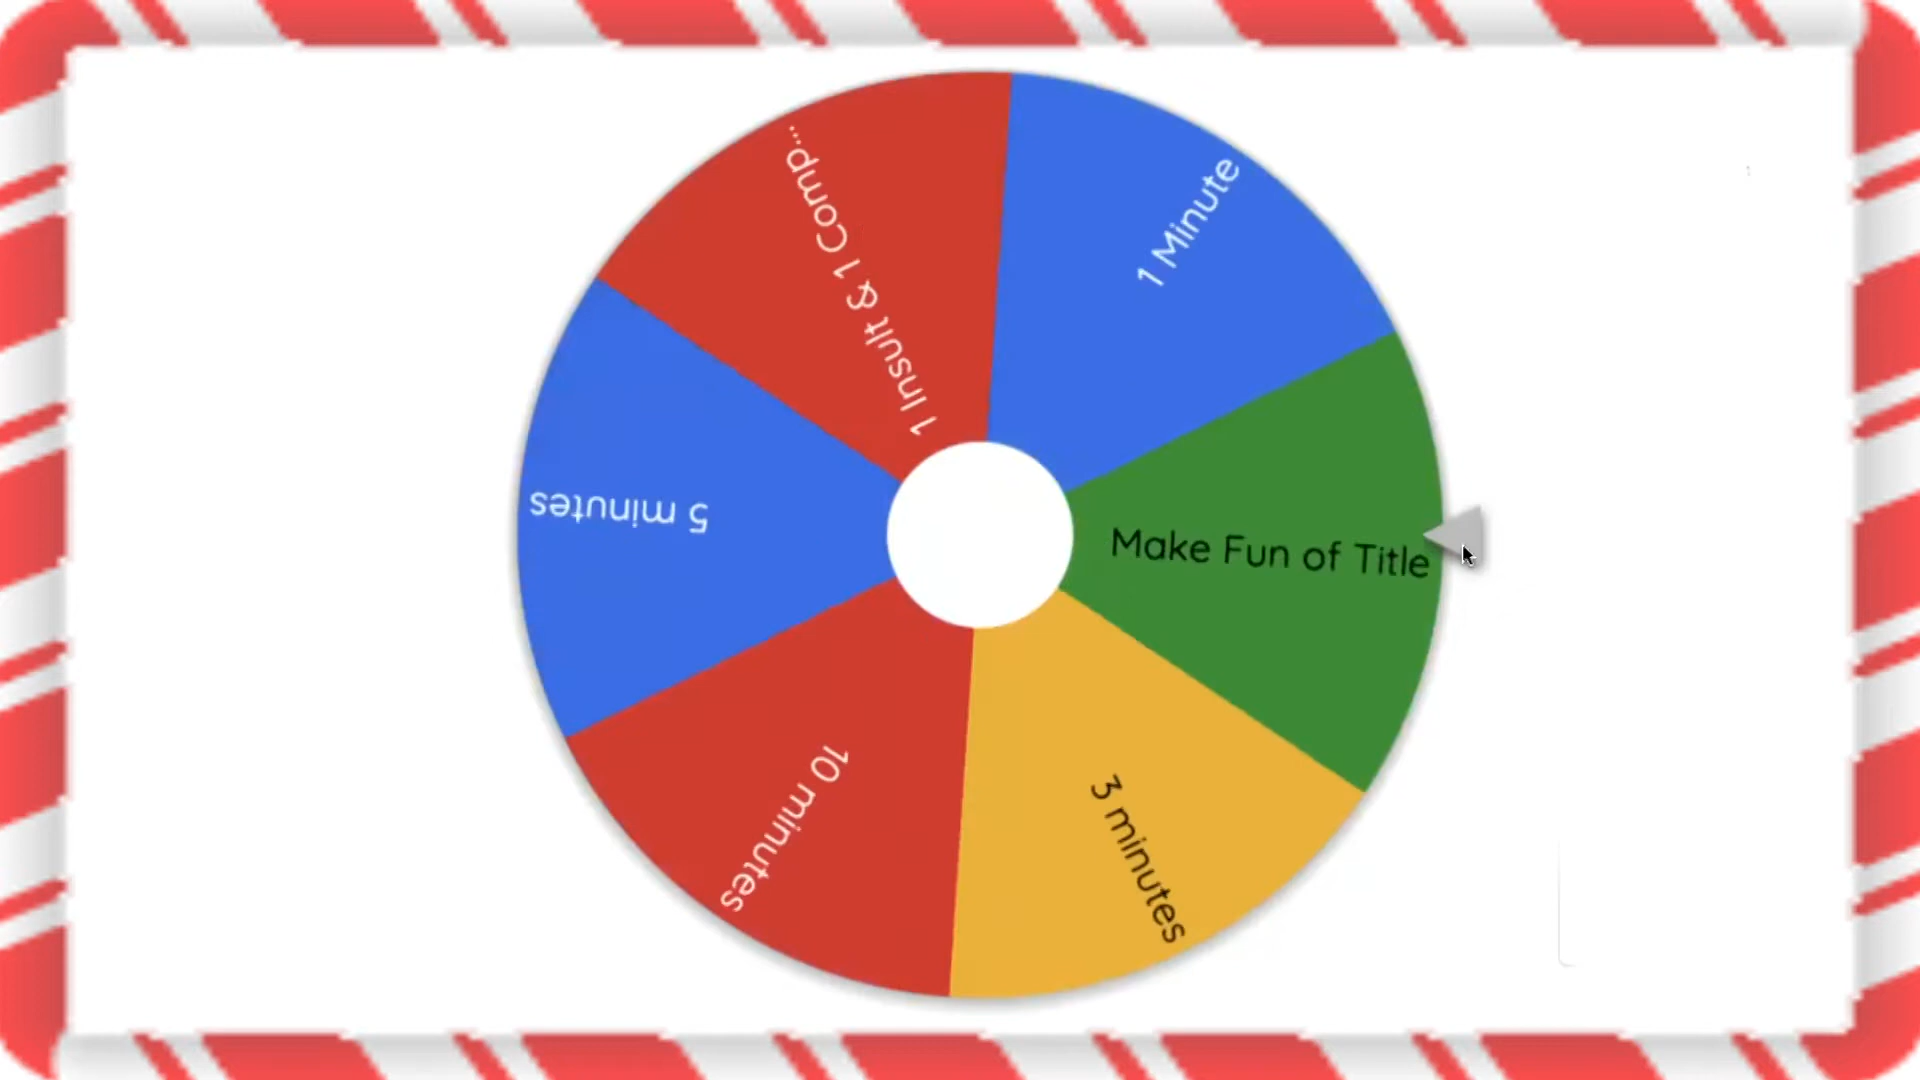 1 Insult & 1 Comp...
1 Minute
5 minutes
Make Fun of Title
10 minutes
3 minutes